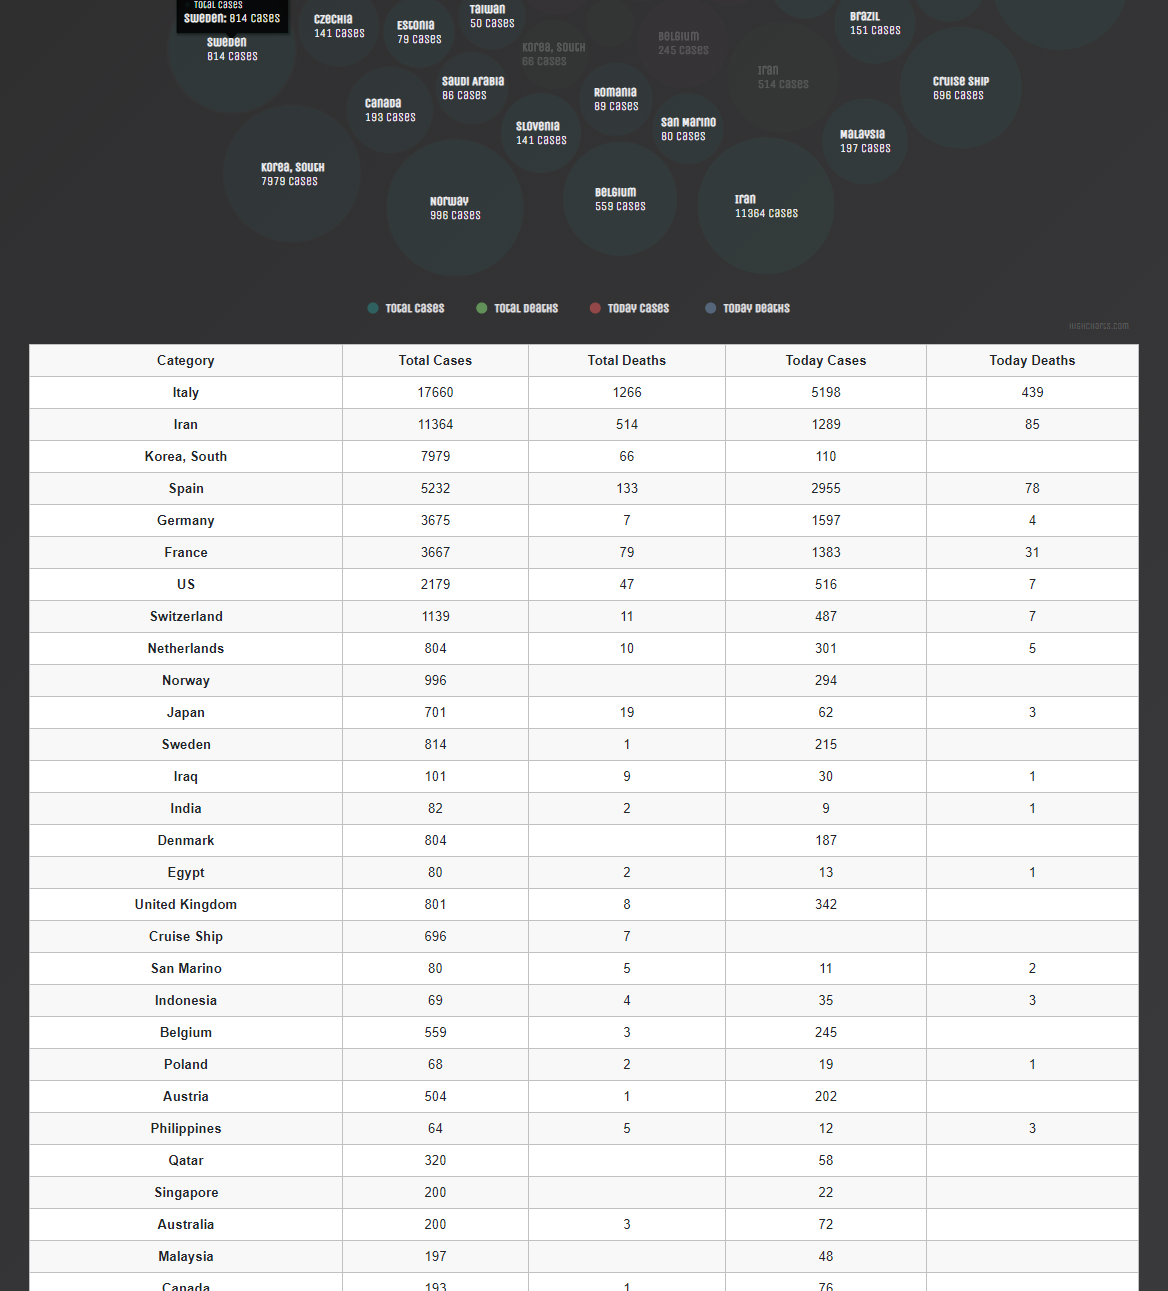 Total Cases
Sweden: 814 Cases
Sweden
814 Cases
Czechia
141 Cases
Estonia
79 Cases
Taiwan
50 Cases
Korea, South
66 Cases
Belgium
245 Cases
Iran
514 Cases
Brazil
151 Cases
Cruise Ship
696 Cases
Saudi Arabia
86 Cases
Canada
193 Cases
Romania
89 Cases
Slovenia
141 Cases
San Marino
80 Cases
Malaysia
197 Cases
Korea, South
7979 Cases
Norway
996 Cases
Belgium
559 Cases
Iran
11364 Cases
Total Cases Total Deaths Today Cases Today Deaths
Highcharts.com
Category Total Cases Total Deaths Today Cases Today Deaths
Italy 17660 1266 5198 439
Iran 11364 514 1289 85
Korea, South 7979 66 110
Spain 5232 133 2955 78
Germany 3675 7 1597 4
France 3667 79 1383 31
US 2179 47 516 7
Switzerland 1139 11 487 7
Netherlands 804 10 301 5
Norway 996 294
Japan 701 19 62 3
Sweden 814 1 215
Iraq 101 9 30 1
India 82 2 9 1
Denmark 804 187
Egypt 80 2 13 1
United Kingdom 801 8 342
Cruise Ship 696 7
San Marino 80 5 11 2
Indonesia 69 4 35 3
Belgium 559 3 245
Poland 68 2 19 1
Austria 504 1 202
Philippines 64 5 12 3
Qatar 320 58
Singapore 200 22
Australia 200 3 72
Malaysia 197 48
Canada 193 1 76